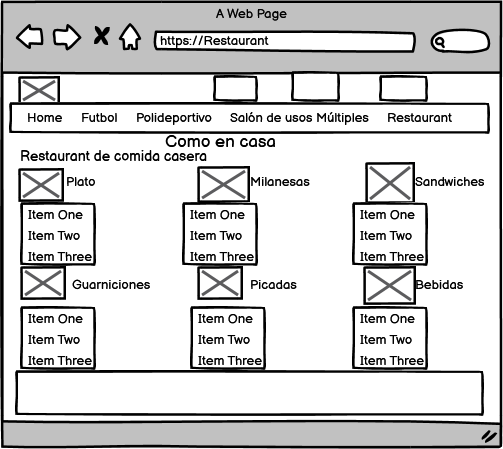 A Web Page
https://Restaurant
Home Futbol Polideportivo Salón de usos Múltiples Restaurant
Como en casa
Restaurant de comida casera
Plato Milanesas Sandwiches
Item One Item One Item One
Item Two Item Two Item Two
Item Three Item Three Item Three
Guarniciones Picadas Bebidas
Item One Item One Item One
Item Two Item Two Item Two
Item Three Item Three Item Three